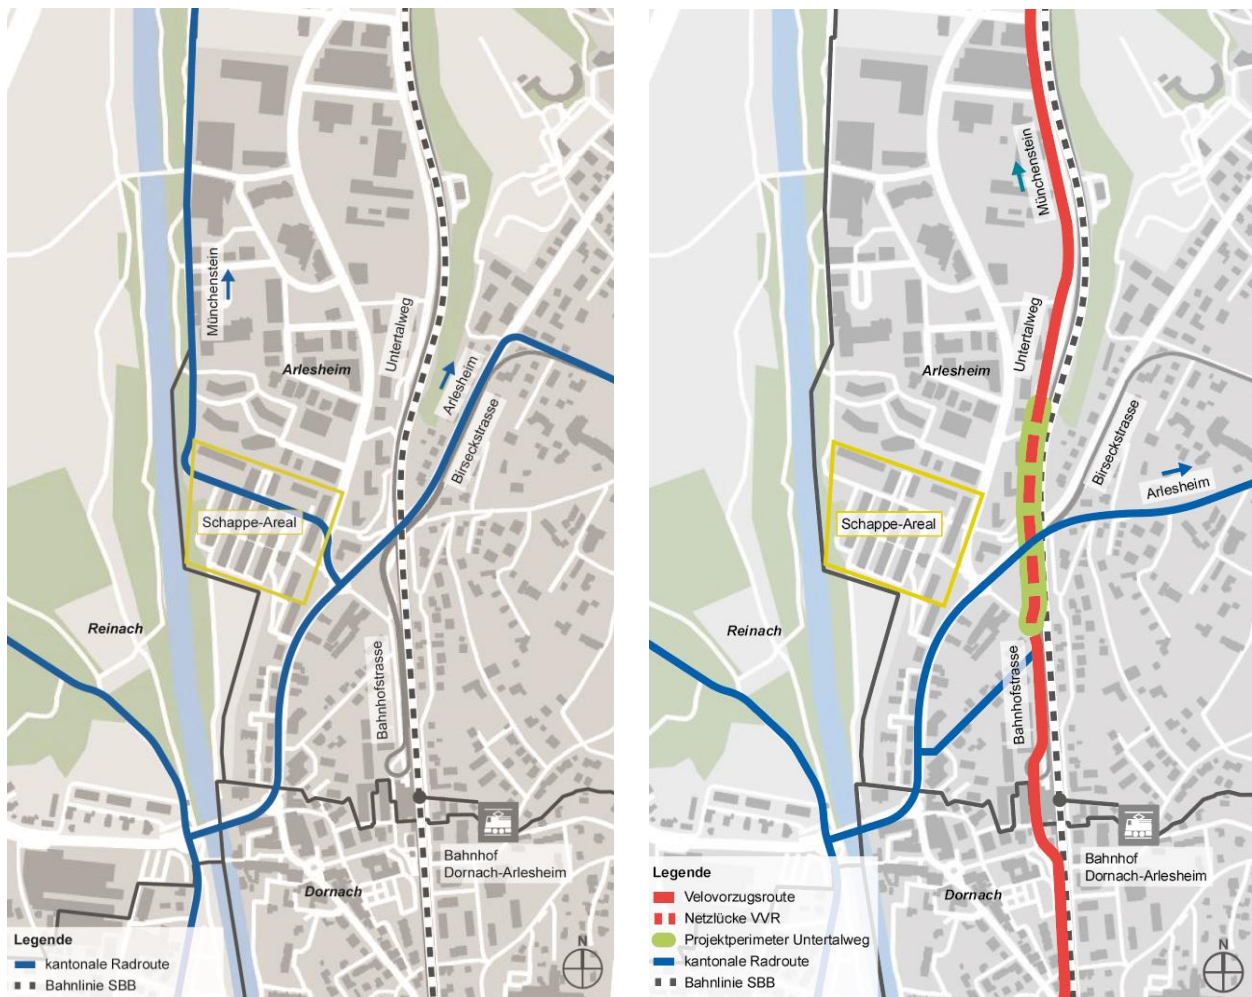 Münchenstein
Untertalweg
Arlesheim
Arlesheim
Birseckstrasse
Schappe-Areal
Reinach
Bahnhofstrasse
Bahnhof
Dornach-Arlesheim
Dornach
Legende
kantonale Radroute
Bahnlinie SBB
N
Münchenstein
Untertalweg
Arlesheim
Birseckstrasse
Arlesheim
Schappe-Areal
Reinach
Bahnhofstrasse
Bahnhof
Dornach-Arlesheim
Dornach
Legende
Velovorzugsroute
Netzlücke VVR
Projektperimeter Untertalweg
kantonale Radroute
Bahnlinie SBB
N